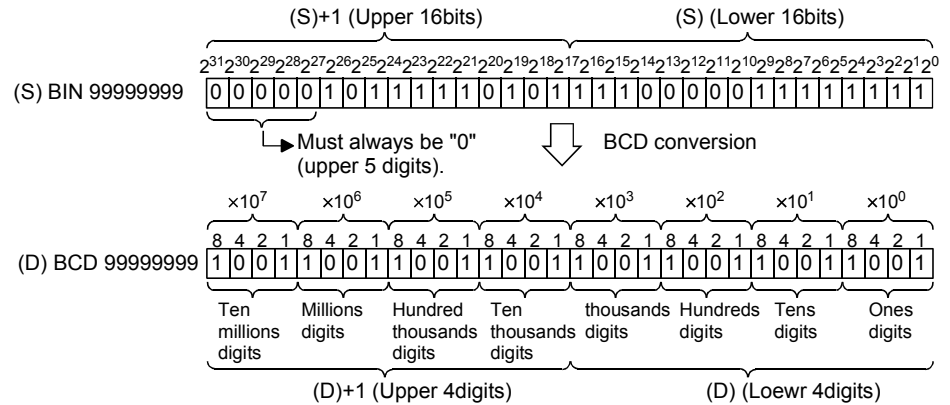 (S)+1 (Upper 16bits) (S) (Lower 16bits)
2³¹2³⁰2²⁹2²⁸2²⁷2²⁶2²⁵2²⁴2²³2²²2²¹2²⁰2¹⁹2¹⁸2¹⁷2¹⁶2¹⁵2¹⁴2¹³2¹²2¹¹2¹⁰2⁹2⁸2⁷2⁶2⁵2⁴2³2²2¹2⁰
(S) BIN 99999999 0 0 0 0 0 1 0 1 1 1 1 1 0 1 0 1 1 1 1 0 0 0 0 0 1 1 1 1 1 1 1 1
Must always be "0" BCD conversion
(upper 5 digits).
×10⁷ ×10⁶ ×10⁵ ×10⁴ ×10³ ×10² ×10¹ ×10⁰
8 4 2 1 8 4 2 1 8 4 2 1 8 4 2 1 8 4 2 1 8 4 2 1 8 4 2 1 8 4 2 1
(D) BCD 99999999 1 0 0 1 1 0 0 1 1 0 0 1 1 0 0 1 1 0 0 1 1 0 0 1 1 0 0 1 1 0 0 1
Ten Millions Hundred Ten thousands Hundreds Tens Ones
millions digits thousands thousands digits digits digits digits
digits digits digits
(D)+1 (Upper 4digits) (D) (Loewr 4digits)